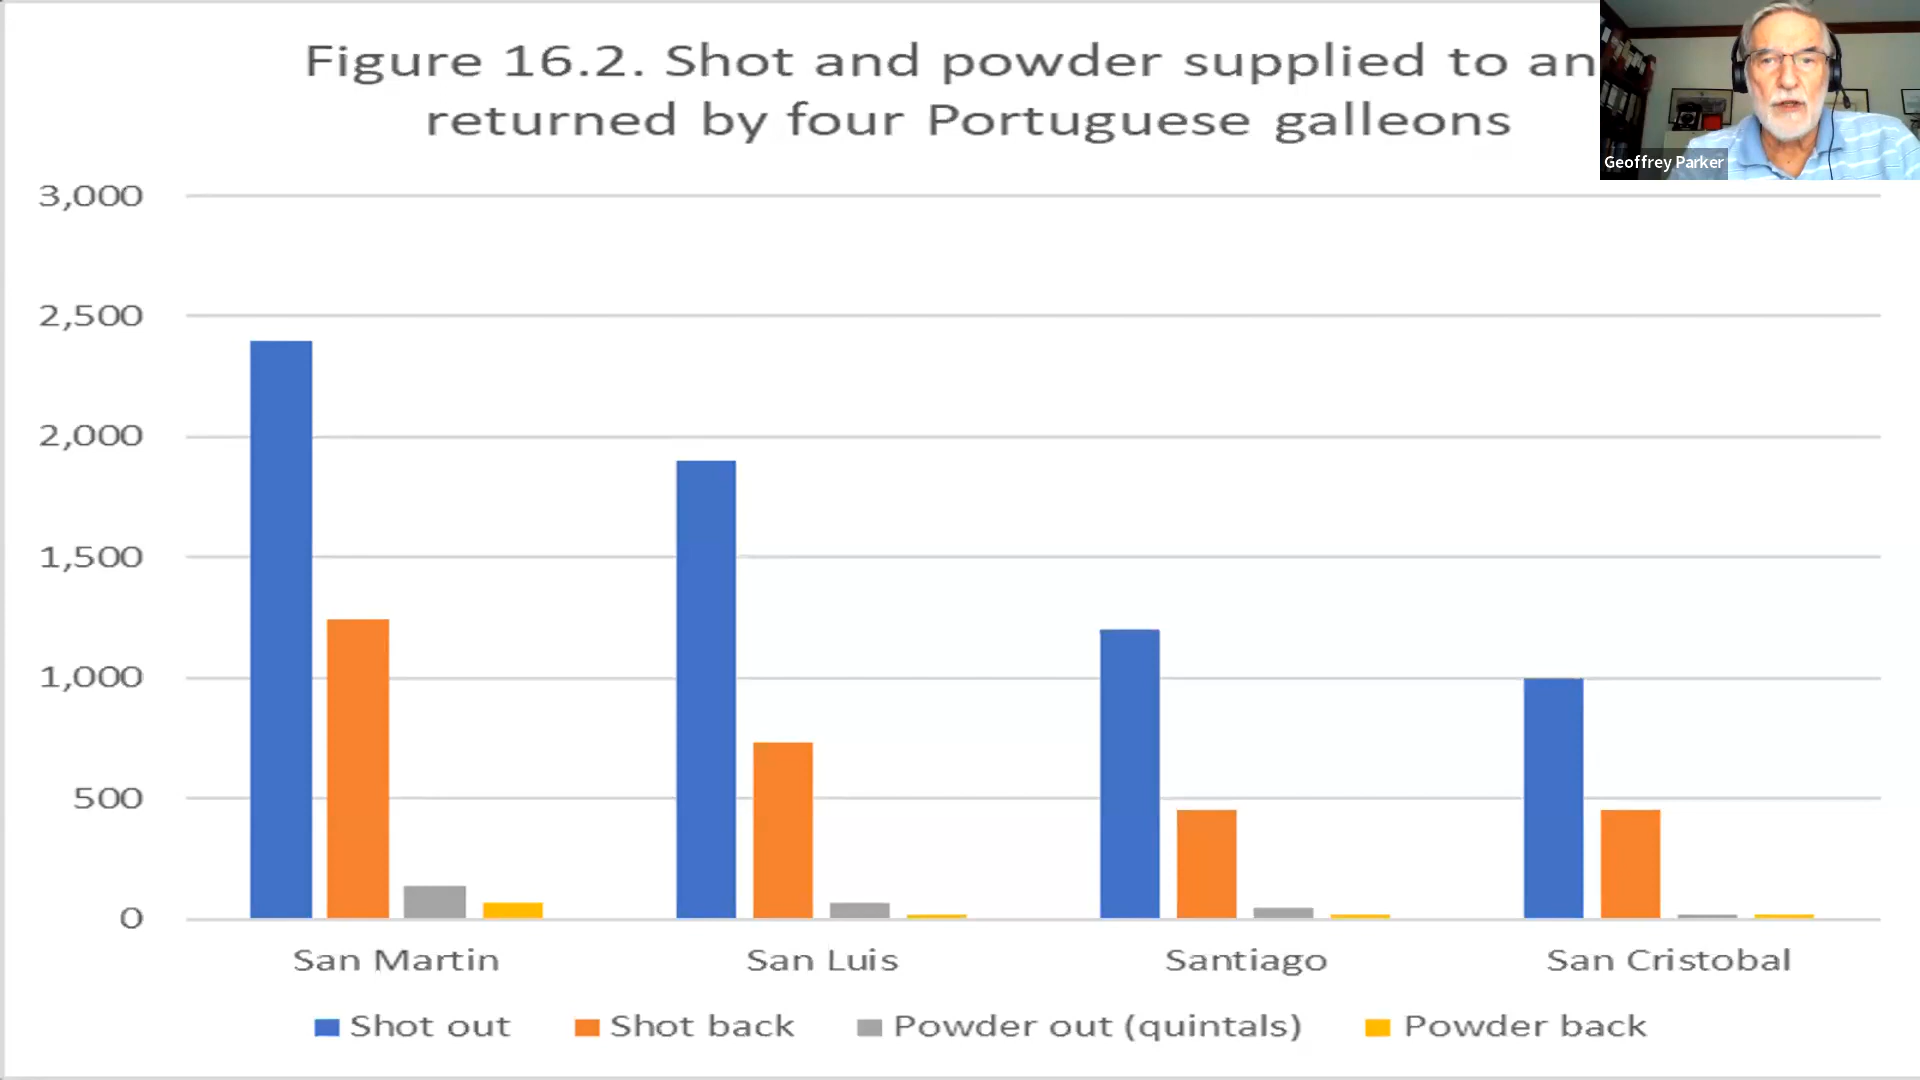 Figure 16.2. Shot and powder supplied to an
returned by four Portuguese galleons
Geoffrey Parker
3,000
2,500
2,000
1,500
1,000
500
0
San Martin San Luis Santiago San Cristobal
Shot out Shot back Powder out (quintals) Powder back